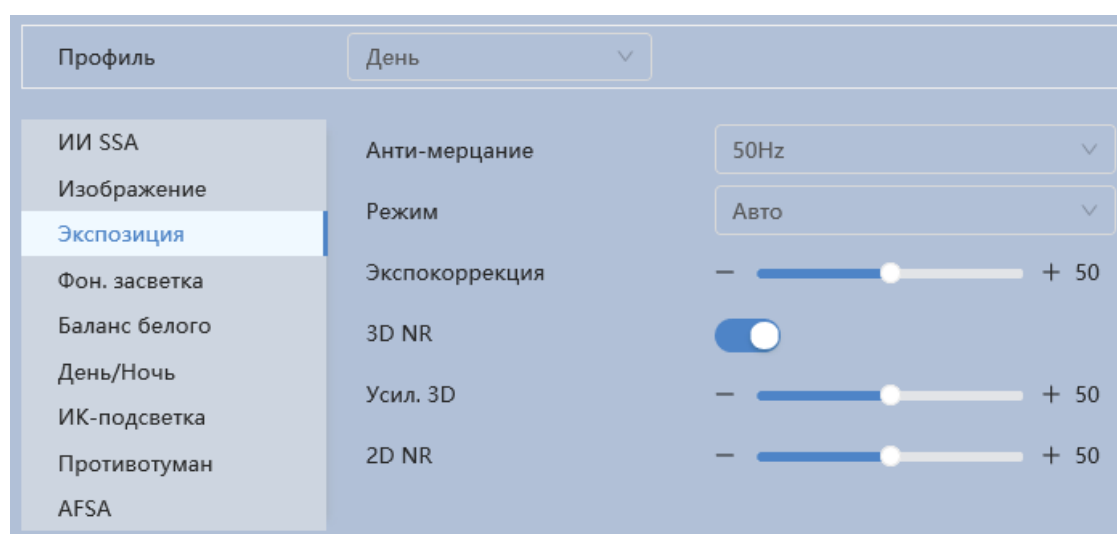 Профиль День
ИИ SSA
Изображение
Экспозиция
Фон. засветка
Баланс белого
День/Ночь
ИК-подсветка
Противотуман
AFSA
Анти-мерцание 50Hz
Режим Авто
Экспокоррекция − + 50
3D NR
Усил. 3D − + 50
2D NR − + 50